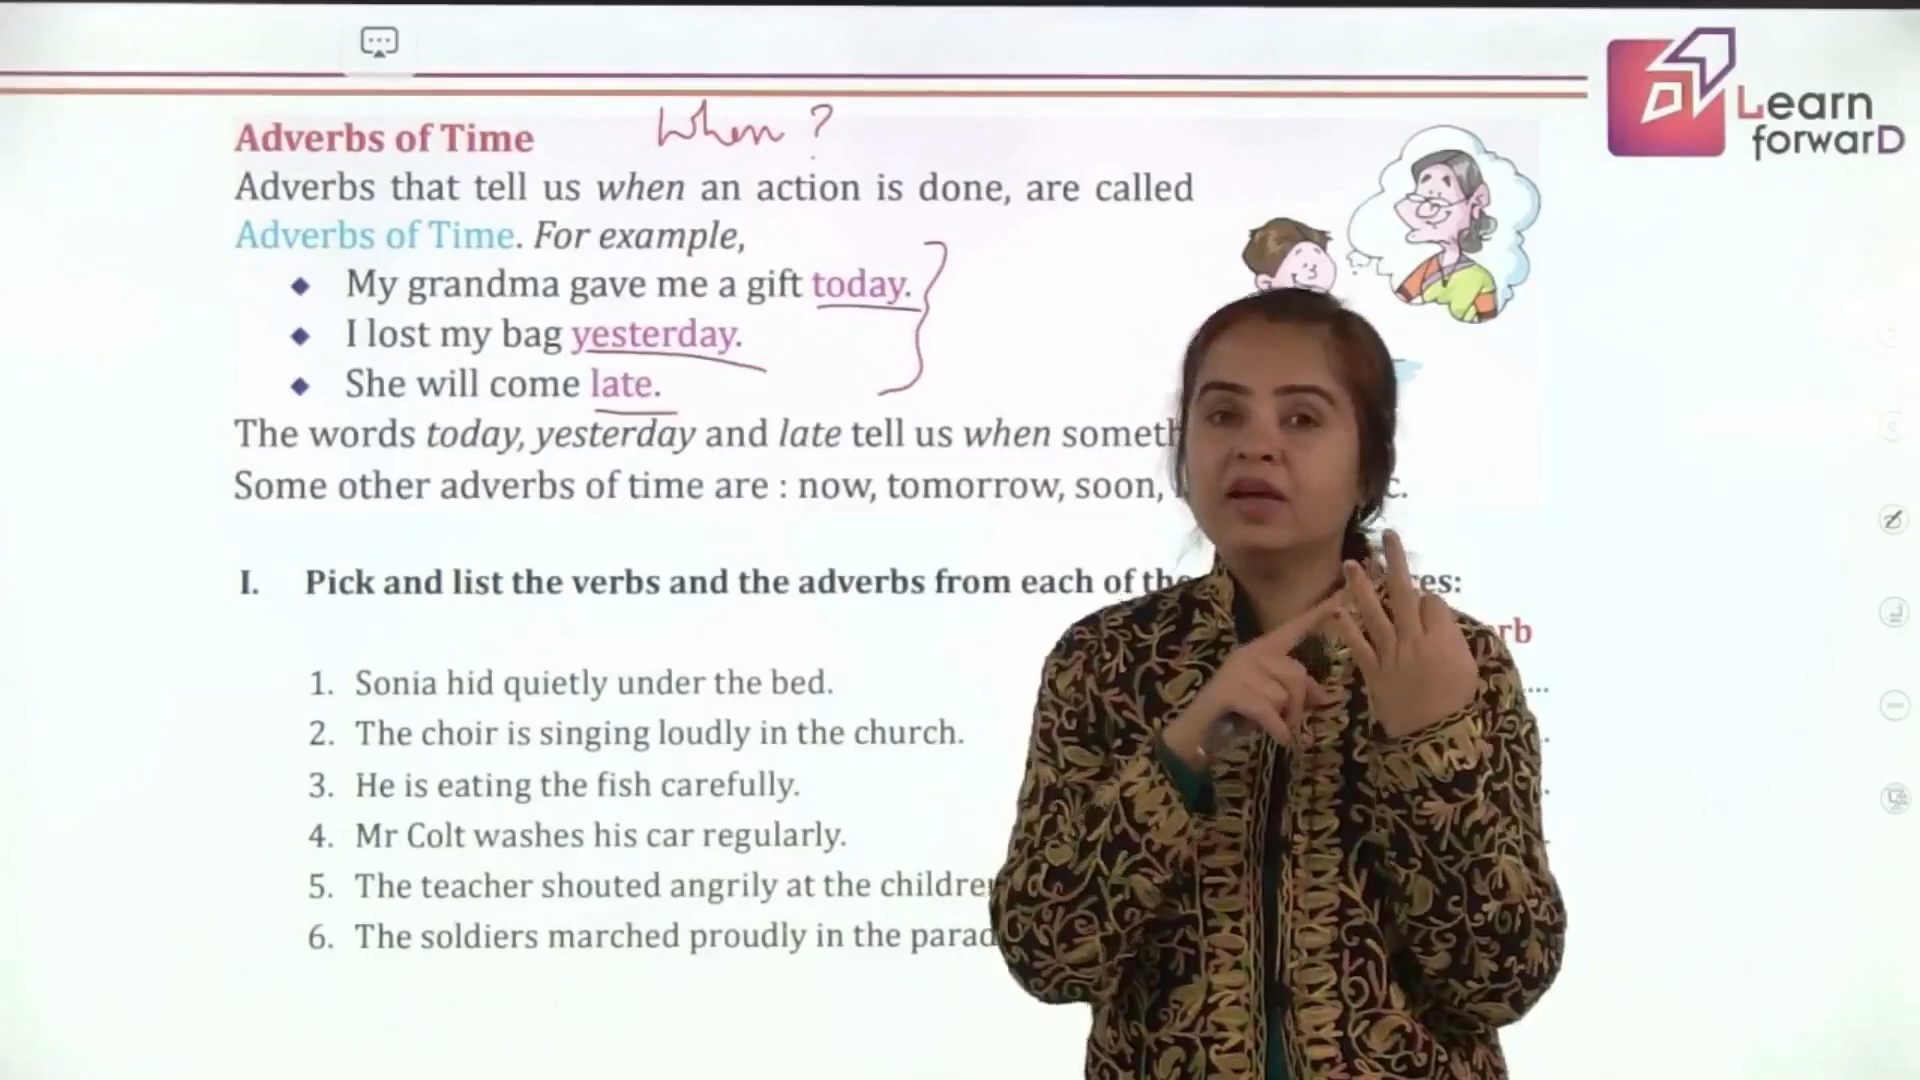 Learn
forwarD
When ?
Adverbs of Time
Adverbs that tell us when an action is done, are called
Adverbs of Time. For example,
◆ My grandma gave me a gift today.
◆ I lost my bag yesterday.
◆ She will come late.
The words today, yesterday and late tell us when
Some other adverbs of time are : now, tomorrow, soon,
I. Pick and list the verbs and the adverbs from each of the
1. Sonia hid quietly under the bed.
2. The choir is singing loudly in the church.
3. He is eating the fish carefully.
4. Mr Colt washes his car regularly.
5. The teacher shouted angrily at the
6. The soldiers marched proudly in the